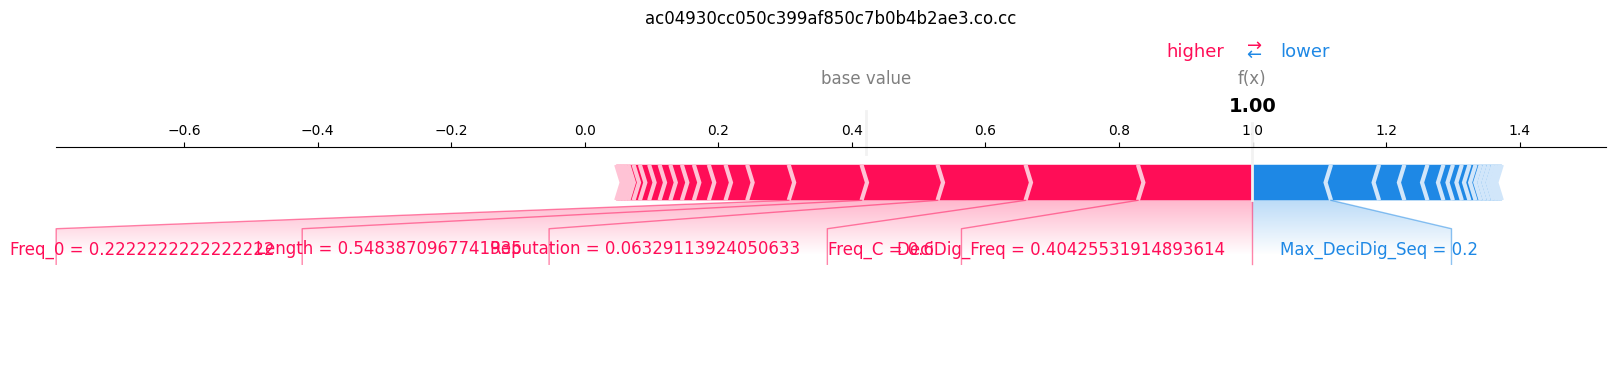 ac04930cc050c399af850c7b0b4b2ae3.co.cc
higher ⇄ lower
base value f(x)
1.00
−0.6 −0.4 −0.2 0.0 0.2 0.4 0.6 0.8 1.0 1.2 1.4
Freq_0 = 0.2222222222222222 Length = 0.5483870967741935 Reputation = 0.06329113924050633 Freq_C = 0.6 DeciDig_Freq = 0.40425531914893614 Max_DeciDig_Seq = 0.2